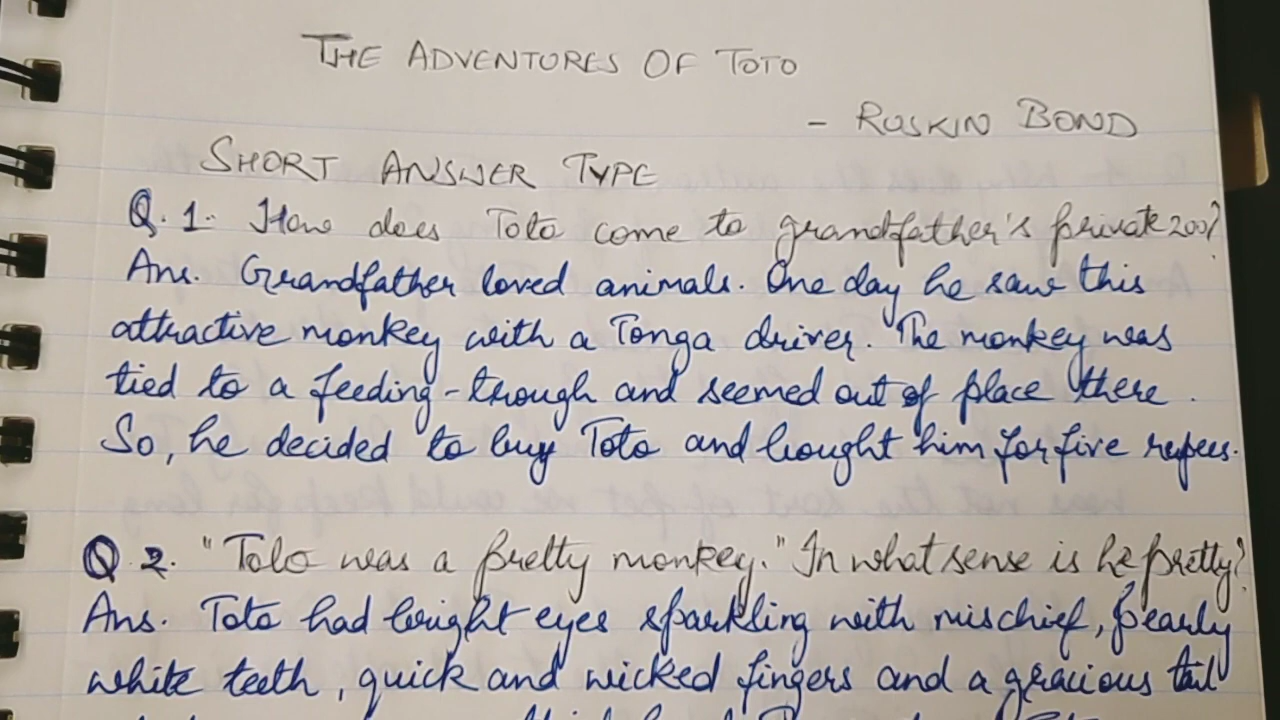 THE ADVENTURES OF TOTO
- RUSKIN BOND
SHORT ANSWER TYPE
Q. 1. How does Toto come to grandfather's private zoo?
Ans. Grandfather loved animals. One day he saw this
attractive monkey with a Tonga driver. The monkey was
tied to a feeding-trough and seemed out of place there.
So, he decided to buy Toto and bought him for five rupees.
Q 2. "Toto was a pretty monkey." In what sense is he pretty?
Ans. Toto had bright eyes sparkling with mischief, pearly
white teeth, quick and wicked fingers and a gracious tail